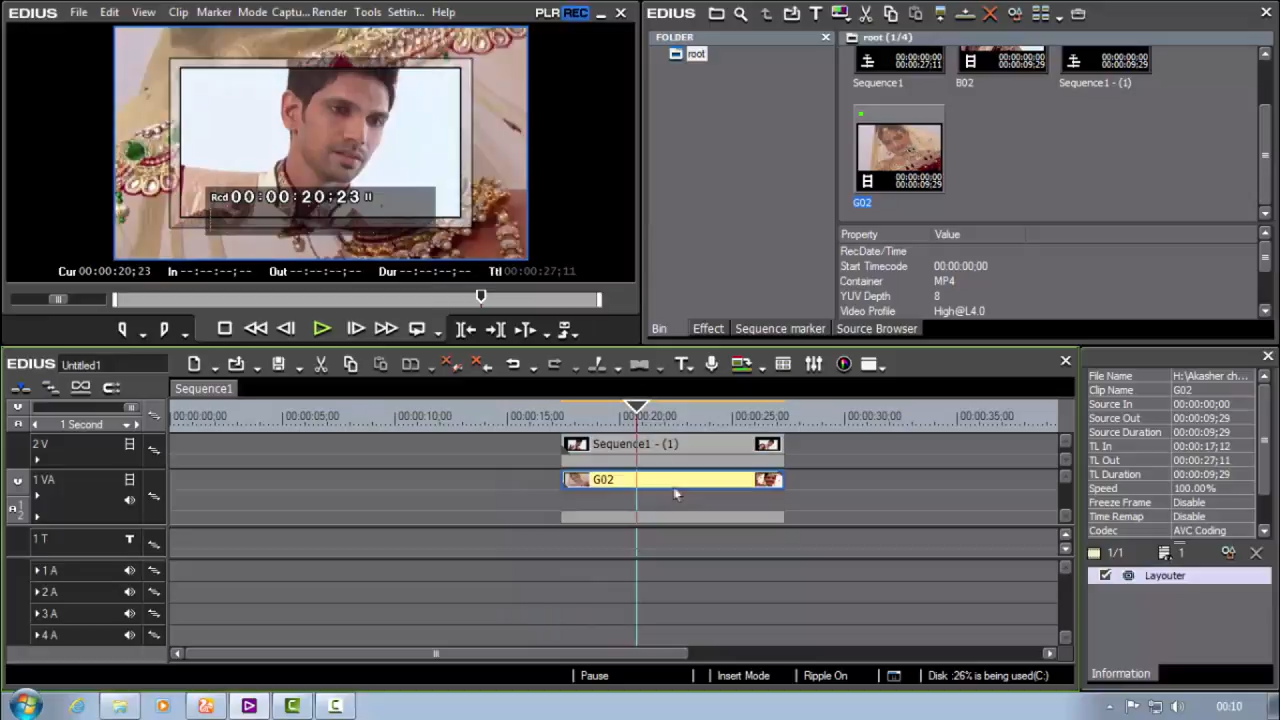 EDIUS File Edit View Clip Marker Mode Captu... Render Tools Settin... Help PLR REC
Rcd 00:00:20;23
Cur 00:00:20;23 In --:--:--;-- Out --:--:--;-- Dur --:--:--;-- Ttl 00:00:27;11
EDIUS
FOLDER
root
root (1/4)
00:00:00;00
00:00:27;11
00:00:00;00
00:00:09;29
00:00:00;00
00:00:09;29
Sequence1 B02 Sequence1 - (1)
00:00:00;00
00:00:09;29
G02
Property Value
RecDate/Time
Start Timecode 00:00:00;00
Container MP4
YUV Depth 8
Video Profile High@L4.0
Bin Effect Sequence marker Source Browser
EDIUS Untitled1
Sequence1
1 Second
00:00:00;00 00:00:05;00 00:00:10;00 00:00:15;00 00:00:20;00 00:00:25;00 00:00:30;00 00:00:35;00
2 V Sequence1 - (1)
1 VA G02
1
2
1 T T
1 A
2 A
3 A
4 A
Pause Insert Mode Ripple On Disk :26% is being used(C:)
File Name H:\Akasher ch...
Clip Name G02
Source In 00:00:00;00
Source Out 00:00:09;29
Source Duration 00:00:09;29
TL In 00:00:17;12
TL Out 00:00:27;11
TL Duration 00:00:09;29
Speed 100.00%
Freeze Frame Disable
Time Remap Disable
Codec AVC Coding
1/1 1
Layouter
Information
00:10